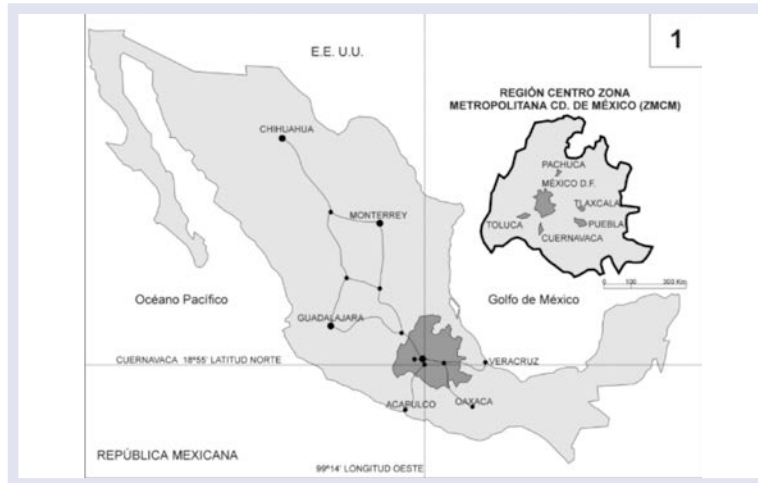 E.E. U.U.
1
REGIÓN CENTRO ZONA
METROPOLITANA CD. DE MÉXICO (ZMCM)
CHIHUAHUA
PACHUCA
MÉXICO D.F.
TLAXCALA
TOLUCA
PUEBLA
CUERNAVACA
MONTERREY
0 100 300 Km
Océano Pacífico
Golfo de México
GUADALAJARA
CUERNAVACA 18º55' LATITUD NORTE
VERACRUZ
ACAPULCO
OAXACA
REPÚBLICA MEXICANA
99º14' LONGITUD OESTE